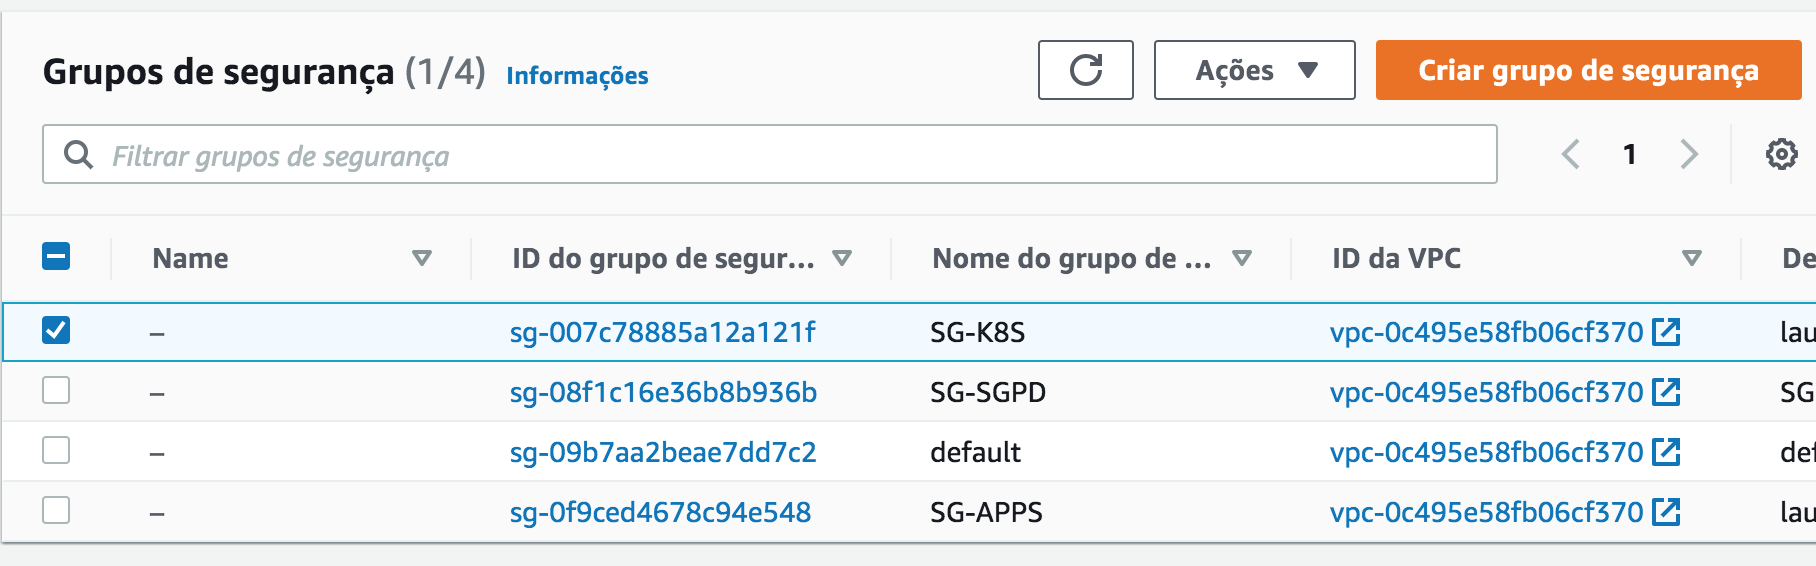 Grupos de segurança (1/4) Informações Ações Criar grupo de segurança
Filtrar grupos de segurança 1
Name ID do grupo de segur... Nome do grupo de ... ID da VPC De
– sg-007c78885a12a121f SG-K8S vpc-0c495e58fb06cf370 lau
– sg-08f1c16e36b8b936b SG-SGPD vpc-0c495e58fb06cf370 SG
– sg-09b7aa2beae7dd7c2 default vpc-0c495e58fb06cf370 def
– sg-0f9ced4678c94e548 SG-APPS vpc-0c495e58fb06cf370 lau